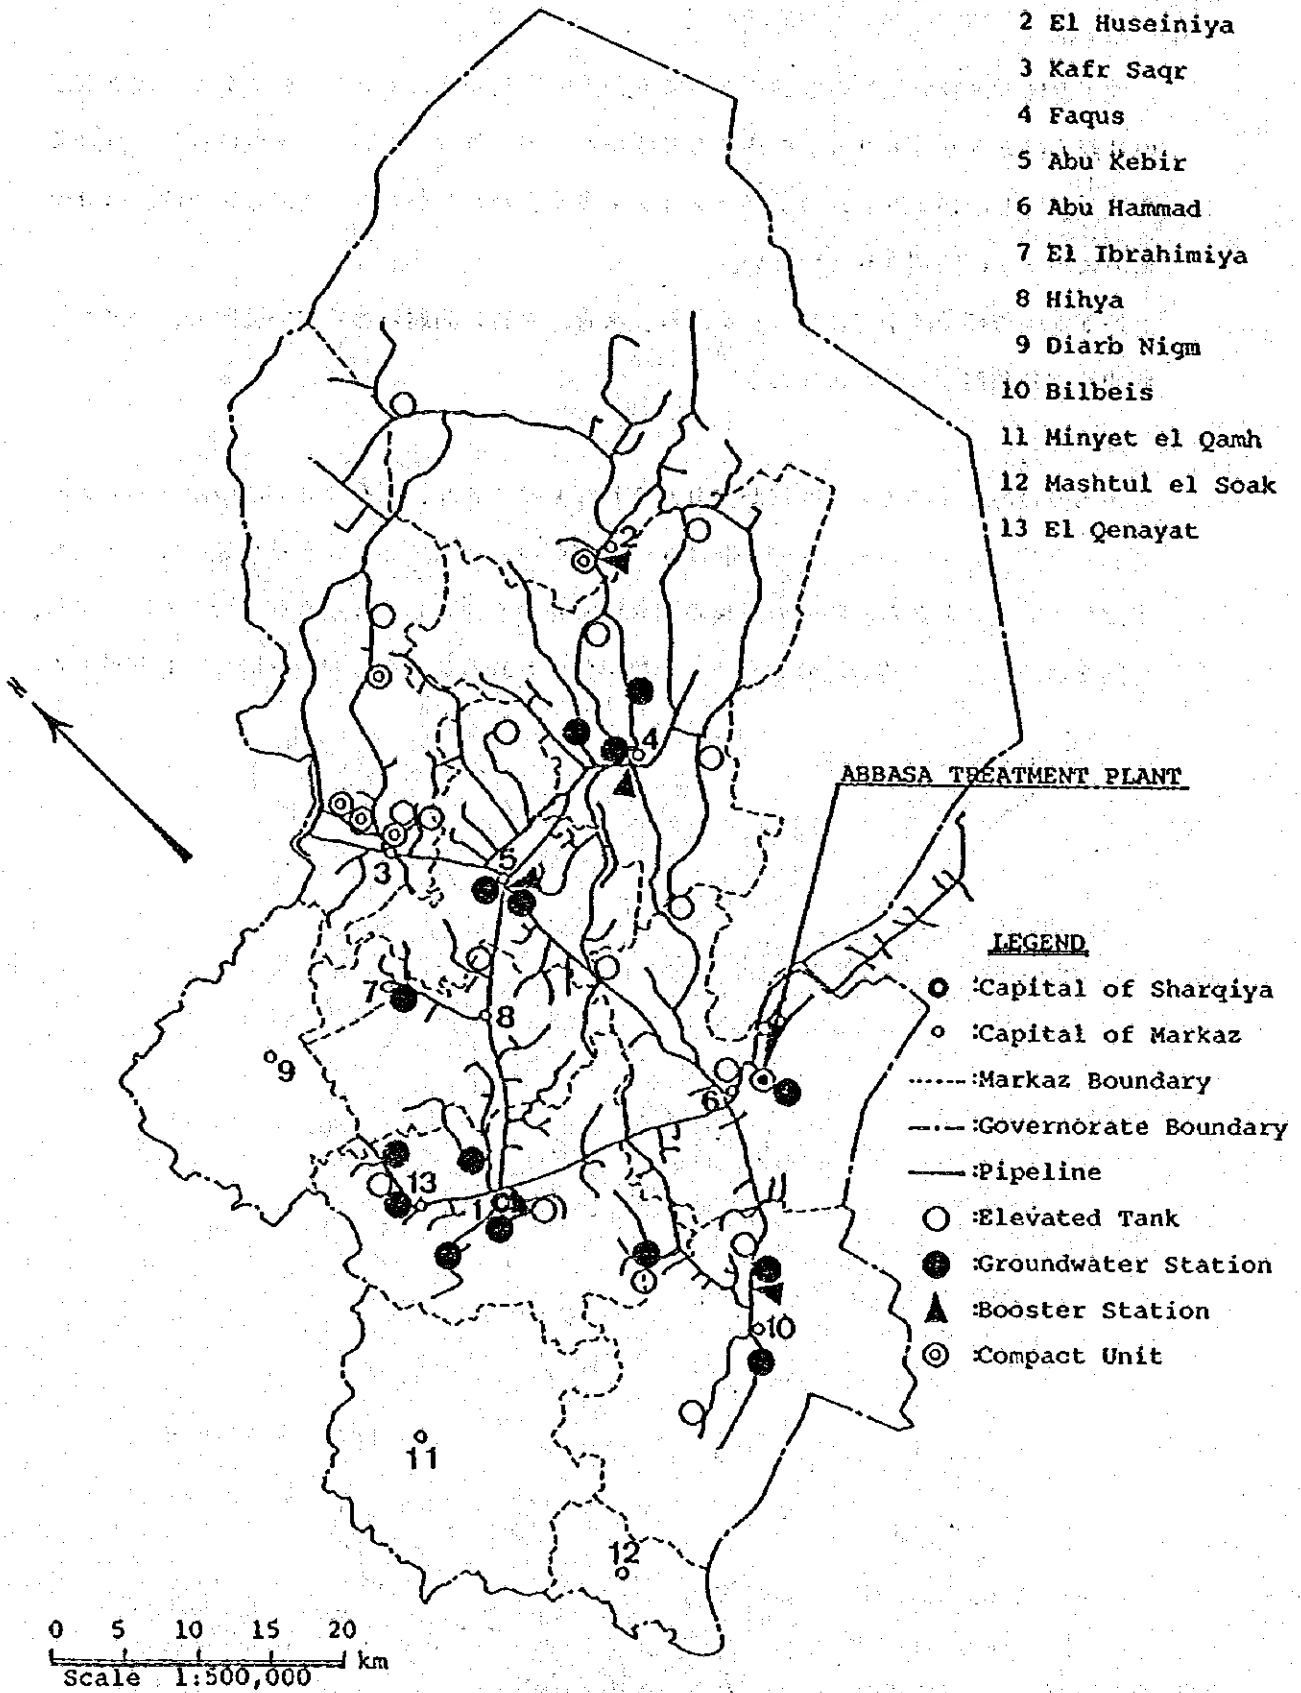 2 El Huseiniya
3 Kafr Saqr
4 Faqus
5 Abu Kebir
6 Abu Hammad
7 El Ibrahimiya
8 Hihya
9 Diarb Nigm
10 Bilbeis
11 Minyet el Qamh
12 Mashtul el Soak
13 El Qenayat
2
N
4
ABBASA TREATMENT PLANT
5
3
LEGEND
:Capital of Sharqiya
7
8
:Capital of Markaz
9
:Markaz Boundary
6
:Governorate Boundary
:Pipeline
13
1
:Elevated Tank
:Groundwater Station
:Booster Station
10
:Compact Unit
11
12
0 5 10 15 20
km
Scale 1:500,000